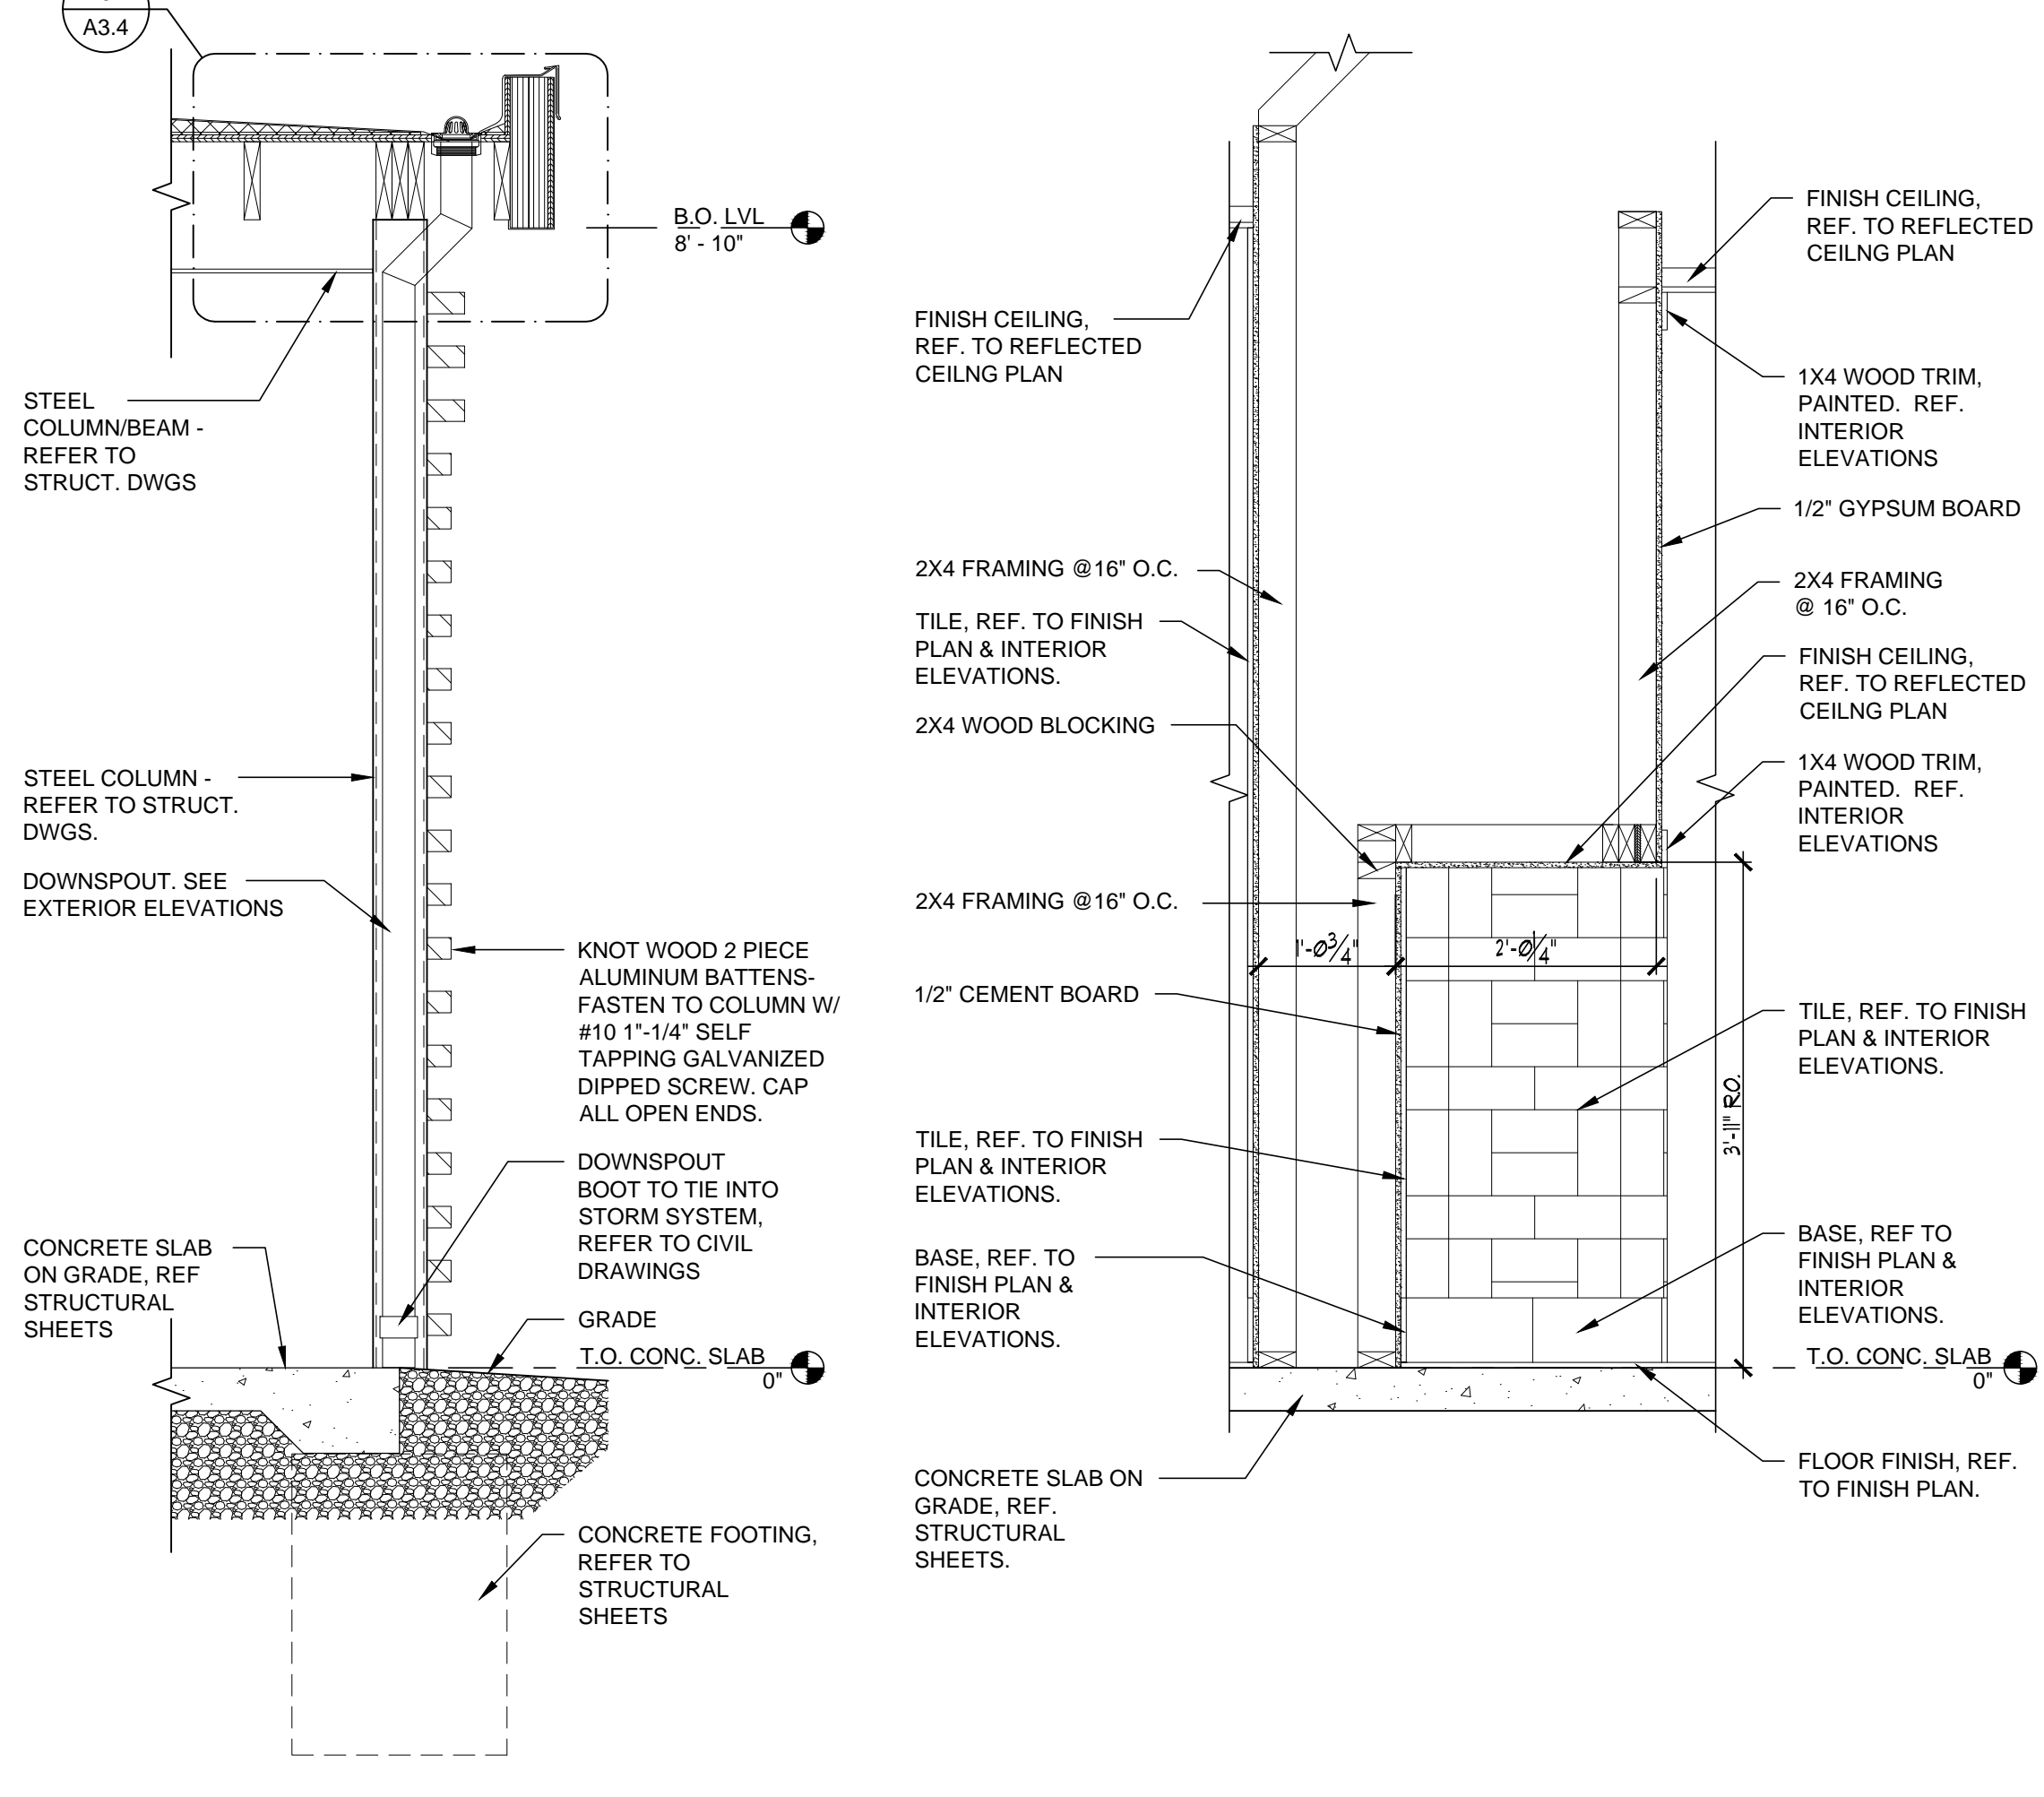 A3.4
B.O. LVL
8' - 10"
STEEL
COLUMN/BEAM -
REFER TO
STRUCT. DWGS
STEEL COLUMN -
REFER TO STRUCT.
DWGS.
DOWNSPOUT. SEE
EXTERIOR ELEVATIONS
KNOT WOOD 2 PIECE
ALUMINUM BATTENS-
FASTEN TO COLUMN W/
#10 1"-1/4" SELF
TAPPING GALVANIZED
DIPPED SCREW. CAP
ALL OPEN ENDS.
DOWNSPOUT
BOOT TO TIE INTO
STORM SYSTEM,
REFER TO CIVIL
DRAWINGS
CONCRETE SLAB
ON GRADE, REF
STRUCTURAL
SHEETS
GRADE
T.O. CONC. SLAB
0"
CONCRETE FOOTING,
REFER TO
STRUCTURAL
SHEETS
FINISH CEILING,
REF. TO REFLECTED
CEILNG PLAN
2X4 FRAMING @16" O.C.
TILE, REF. TO FINISH
PLAN & INTERIOR
ELEVATIONS.
2X4 WOOD BLOCKING
2X4 FRAMING @16" O.C.
1/2" CEMENT BOARD
TILE, REF. TO FINISH
PLAN & INTERIOR
ELEVATIONS.
BASE, REF. TO
FINISH PLAN &
INTERIOR
ELEVATIONS.
CONCRETE SLAB ON
GRADE, REF.
STRUCTURAL
SHEETS.
1'-0 3/4"
2'-0 1/4"
3'-11" R.O.
FINISH CEILING,
REF. TO REFLECTED
CEILNG PLAN
1X4 WOOD TRIM,
PAINTED. REF.
INTERIOR
ELEVATIONS
1/2" GYPSUM BOARD
2X4 FRAMING
@ 16" O.C.
FINISH CEILING,
REF. TO REFLECTED
CEILNG PLAN
1X4 WOOD TRIM,
PAINTED. REF.
INTERIOR
ELEVATIONS
TILE, REF. TO FINISH
PLAN & INTERIOR
ELEVATIONS.
BASE, REF TO
FINISH PLAN &
INTERIOR
ELEVATIONS.
T.O. CONC. SLAB
0"
FLOOR FINISH, REF.
TO FINISH PLAN.